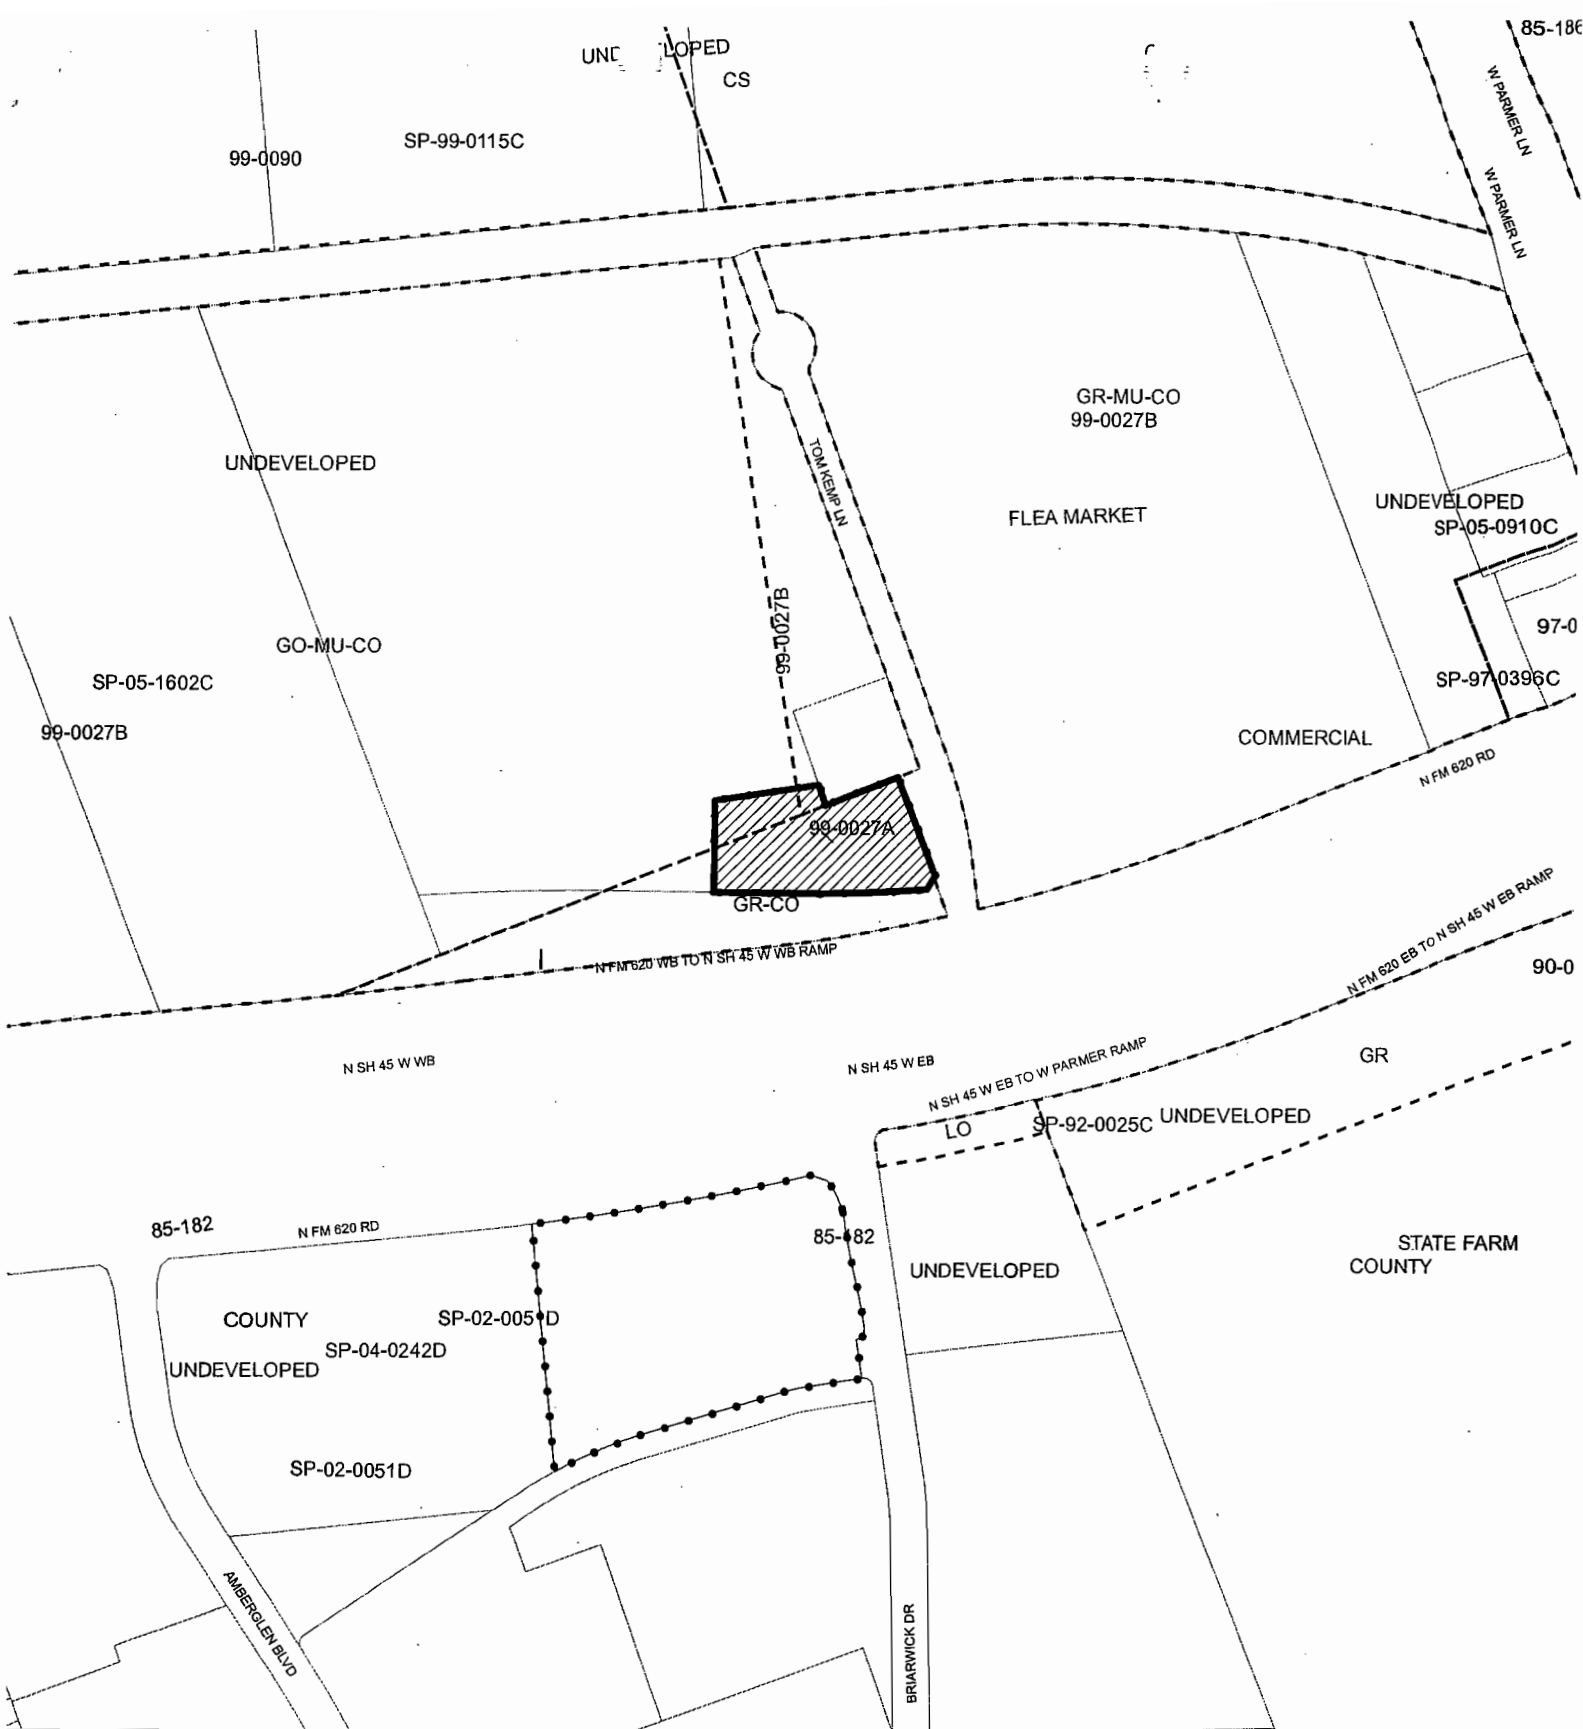 85-186
UNDEVELOPED
CS
W PARMER LN
SP-99-0115C
99-0090
W PARMER LN
GR-MU-CO
99-0027B
TOM KEMP LN
UNDEVELOPED
FLEA MARKET
UNDEVELOPED
SP-05-0910C
99-0027B
97-0
GO-MU-CO
SP-05-1602C
SP-97-0396C
99-0027B
COMMERCIAL
N FM 620 RD
99-0027A
GR-CO
N FM 620 WB TO N SH 45 W WB RAMP
N FM 620 EB TO N SH 45 W EB RAMP
90-0
N SH 45 W WB
N SH 45 W EB
GR
N SH 45 W EB TO W PARMER RAMP
LO
SP-92-0025C
UNDEVELOPED
85-182
N FM 620 RD
85-182
STATE FARM
COUNTY
UNDEVELOPED
COUNTY
SP-02-0051D
SP-04-0242D
UNDEVELOPED
SP-02-0051D
AMBERGLEN BLVD
BRIARWICK DR